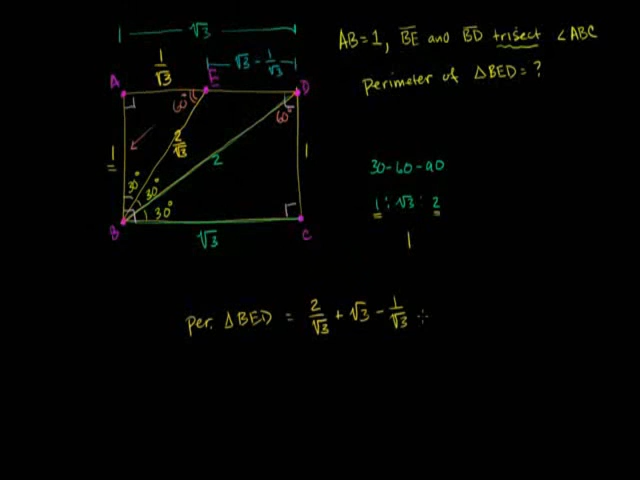 √3
AB=1, BE and BD trisect ∠ABC
1/√3
√3 - 1/√3
Perimeter of △BED = ?
A
E
D
60°
60°
2/√3
1
2
1
30-60-90
30°
30°
30°
1 : √3 : 2
B
C
√3
1
per. △BED = 2/√3 + √3 - 1/√3 +